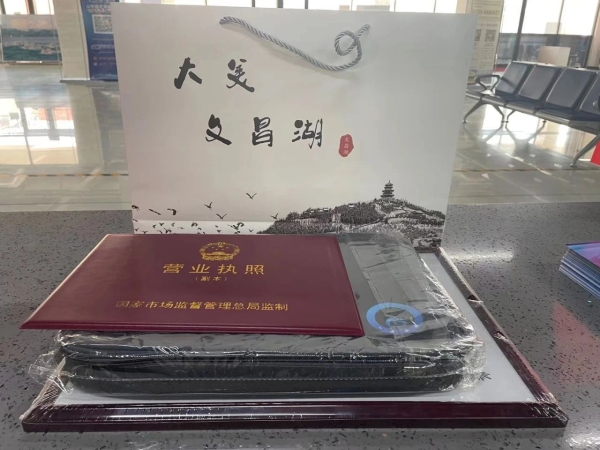 大美
文昌湖
营业执照
（副本）
国家市场监督管理总局监制